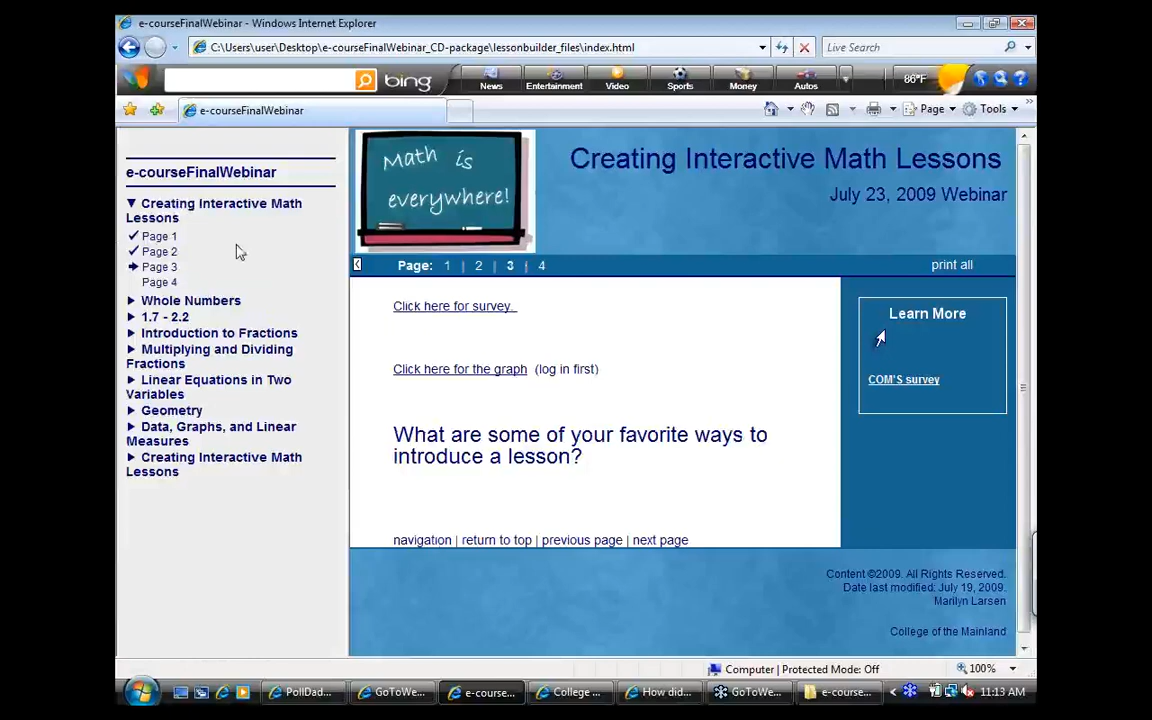 e-courseFinalWebinar - Windows Internet Explorer
C:\Users\user\Desktop\e-courseFinalWebinar_CD-package\lessonbuilder_files\index.html
Live Search
bing
News
Entertainment
Video
Sports
Money
Autos
86°F
e-courseFinalWebinar
Page
Tools
e-courseFinalWebinar
Creating Interactive Math
Lessons
Page 1
Page 2
Page 3
Page 4
Whole Numbers
1.7 - 2.2
Introduction to Fractions
Multiplying and Dividing
Fractions
Linear Equations in Two
Variables
Geometry
Data, Graphs, and Linear
Measures
Creating Interactive Math
Lessons
Math is
everywhere!
Creating Interactive Math Lessons
July 23, 2009 Webinar
Page: 1 | 2 | 3 | 4
print all
Click here for survey.
Click here for the graph (log in first)
What are some of your favorite ways to
introduce a lesson?
navigation | return to top | previous page | next page
Learn More
COM'S survey
Content ©2009. All Rights Reserved.
Date last modified: July 19, 2009.
Marilyn Larsen
College of the Mainland
Computer | Protected Mode: Off
100%
PollDad...
GoToWe...
e-course...
College ...
How did...
GoToWe...
e-course...
11:13 AM